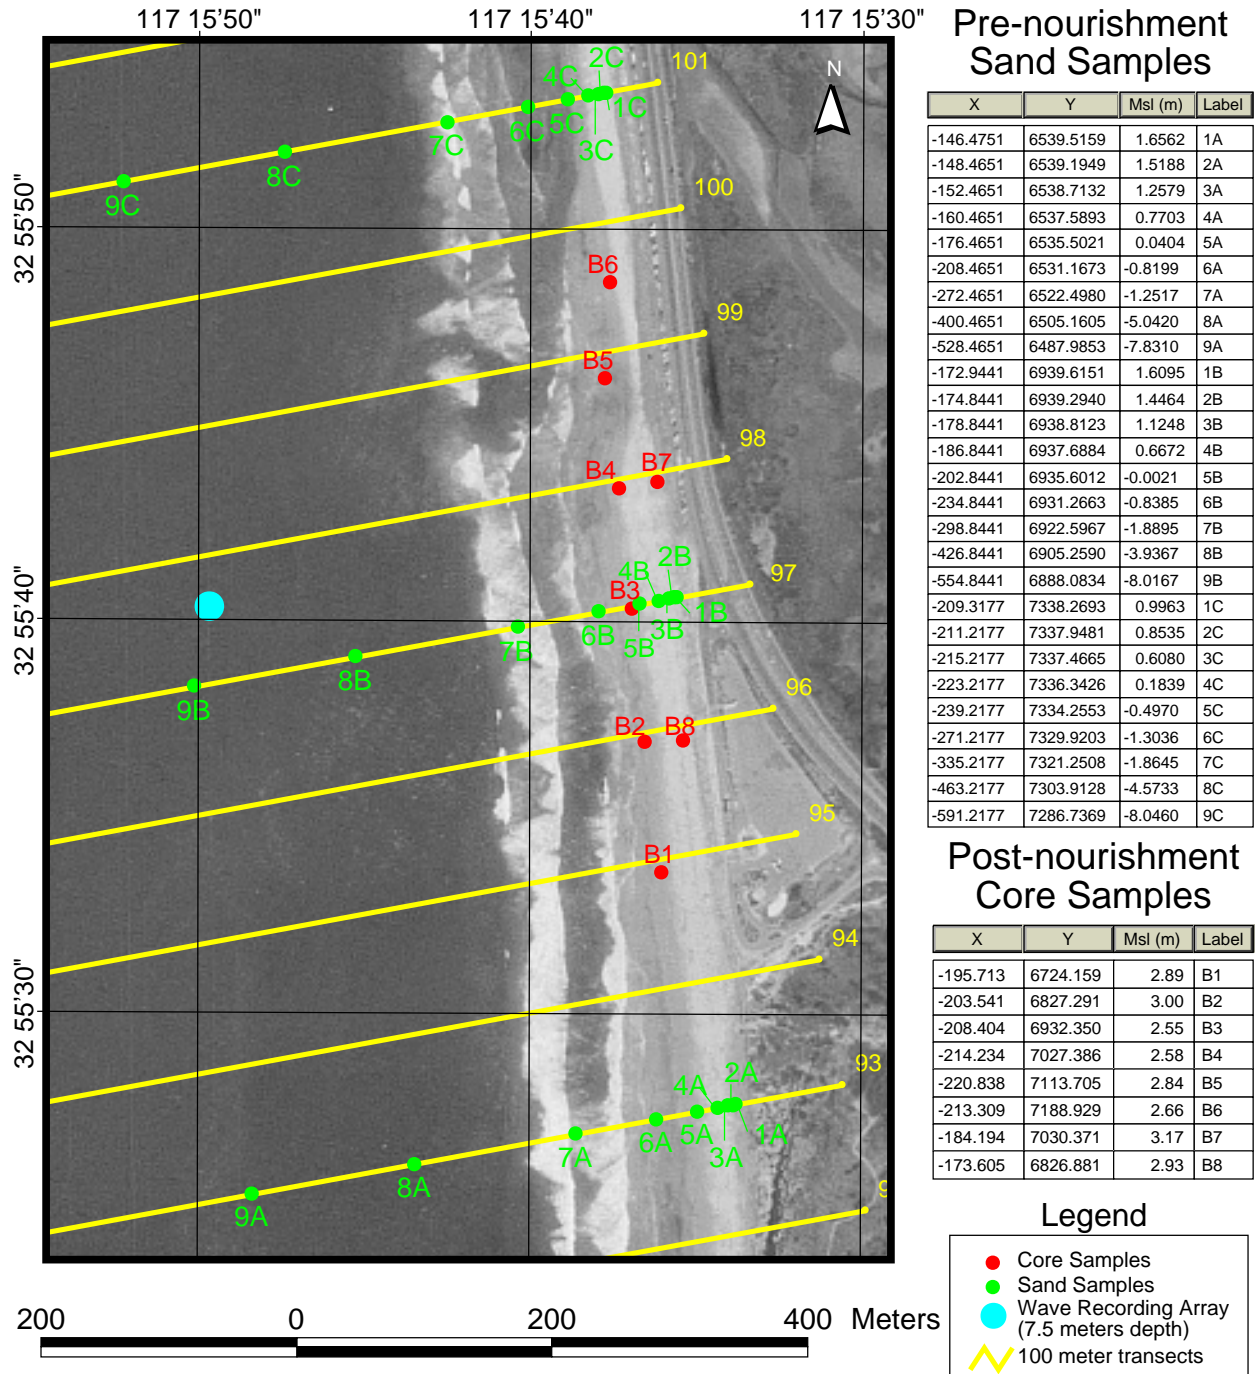 117 15'50" 117 15'40" 117 15'30"
32 55'50"
32 55'40"
32 55'30"
N
2C
4C
101
1C
5C
6C
3C
7C
8C
9C
100
B6
99
B5
98
B4 B7
2B
4B
97
B3
1B
6B
3B
5B
7B
8B
9B
96
B2 B8
95
B1
94
93
2A
4A
1A
5A
6A
3A
7A
8A
9A
200 0 200 400 Meters
Pre-nourishment
Sand Samples
X Y Msl (m) Label
-146.4751 6539.5159 1.6562 1A
-148.4651 6539.1949 1.5188 2A
-152.4651 6538.7132 1.2579 3A
-160.4651 6537.5893 0.7703 4A
-176.4651 6535.5021 0.0404 5A
-208.4651 6531.1673 -0.8199 6A
-272.4651 6522.4980 -1.2517 7A
-400.4651 6505.1605 -5.0420 8A
-528.4651 6487.9853 -7.8310 9A
-172.9441 6939.6151 1.6095 1B
-174.8441 6939.2940 1.4464 2B
-178.8441 6938.8123 1.1248 3B
-186.8441 6937.6884 0.6672 4B
-202.8441 6935.6012 -0.0021 5B
-234.8441 6931.2663 -0.8385 6B
-298.8441 6922.5967 -1.8895 7B
-426.8441 6905.2590 -3.9367 8B
-554.8441 6888.0834 -8.0167 9B
-209.3177 7338.2693 0.9963 1C
-211.2177 7337.9481 0.8535 2C
-215.2177 7337.4665 0.6080 3C
-223.2177 7336.3426 0.1839 4C
-239.2177 7334.2553 -0.4970 5C
-271.2177 7329.9203 -1.3036 6C
-335.2177 7321.2508 -1.8645 7C
-463.2177 7303.9128 -4.5733 8C
-591.2177 7286.7369 -8.0460 9C
Post-nourishment
Core Samples
X Y Msl (m) Label
-195.713 6724.159 2.89 B1
-203.541 6827.291 3.00 B2
-208.404 6932.350 2.55 B3
-214.234 7027.386 2.58 B4
-220.838 7113.705 2.84 B5
-213.309 7188.929 2.66 B6
-184.194 7030.371 3.17 B7
-173.605 6826.881 2.93 B8
Legend
Core Samples
Sand Samples
Wave Recording Array
(7.5 meters depth)
100 meter transects